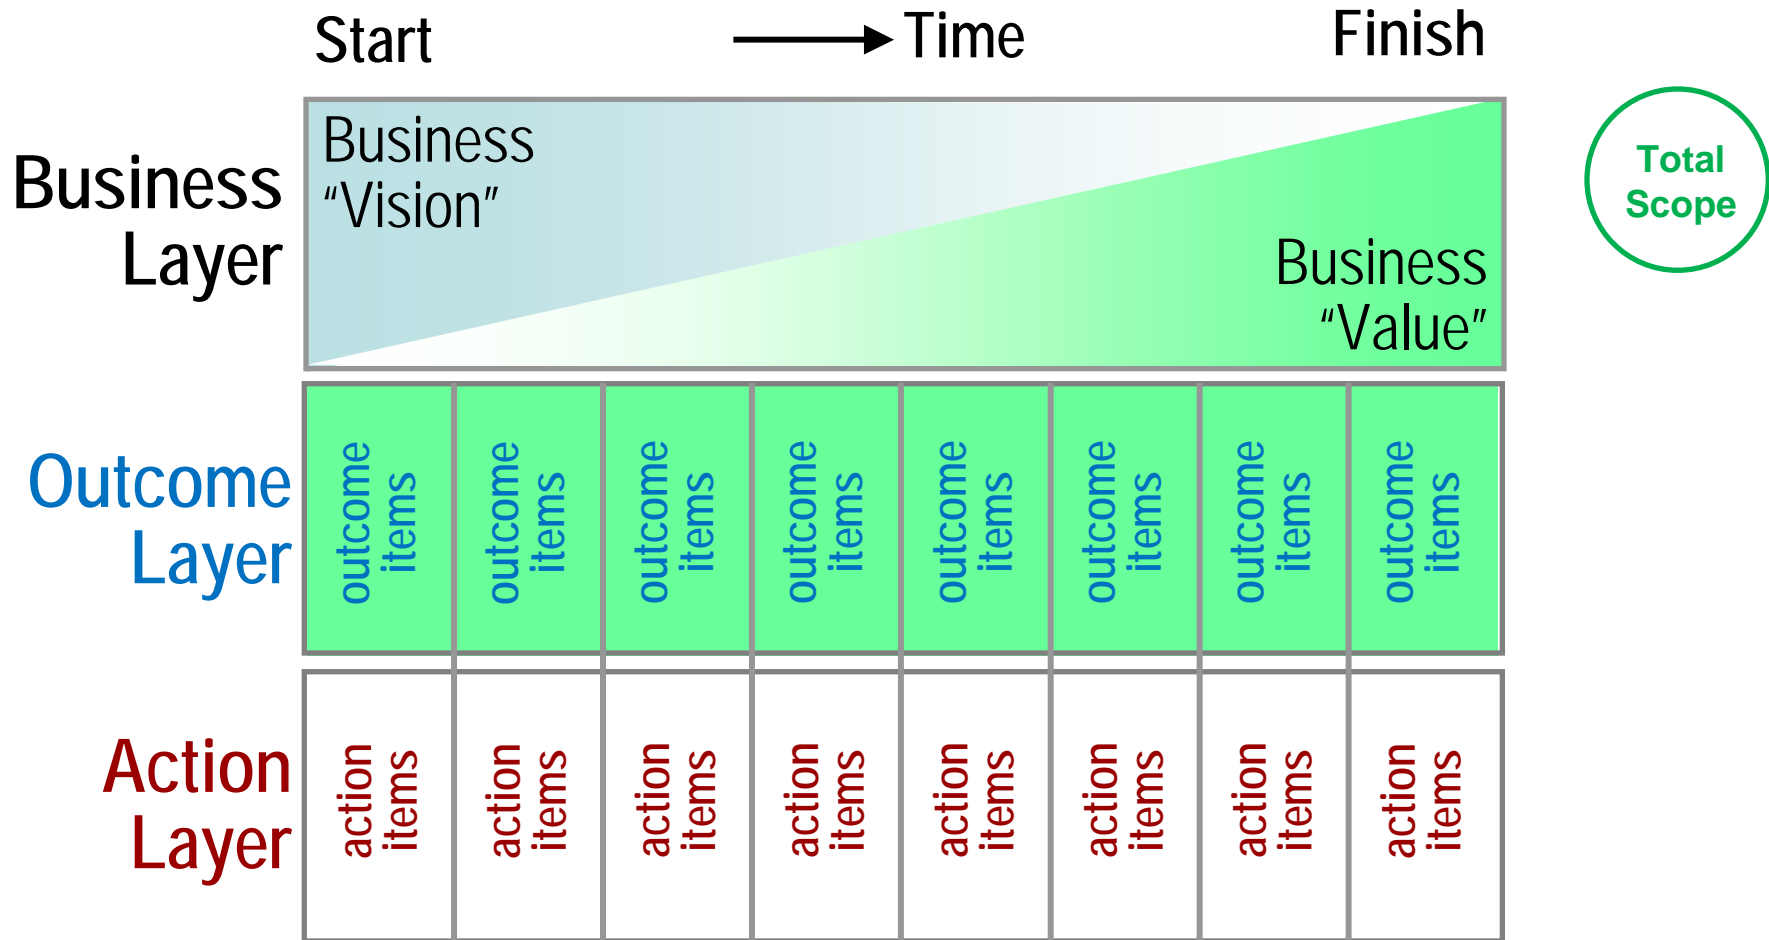 Start
Time
Finish
Business
Layer
Business
“Vision”
Business
“Value”
Total
Scope
Outcome
Layer
outcome
items
outcome
items
outcome
items
outcome
items
outcome
items
outcome
items
outcome
items
outcome
items
Action
Layer
action
items
action
items
action
items
action
items
action
items
action
items
action
items
action
items